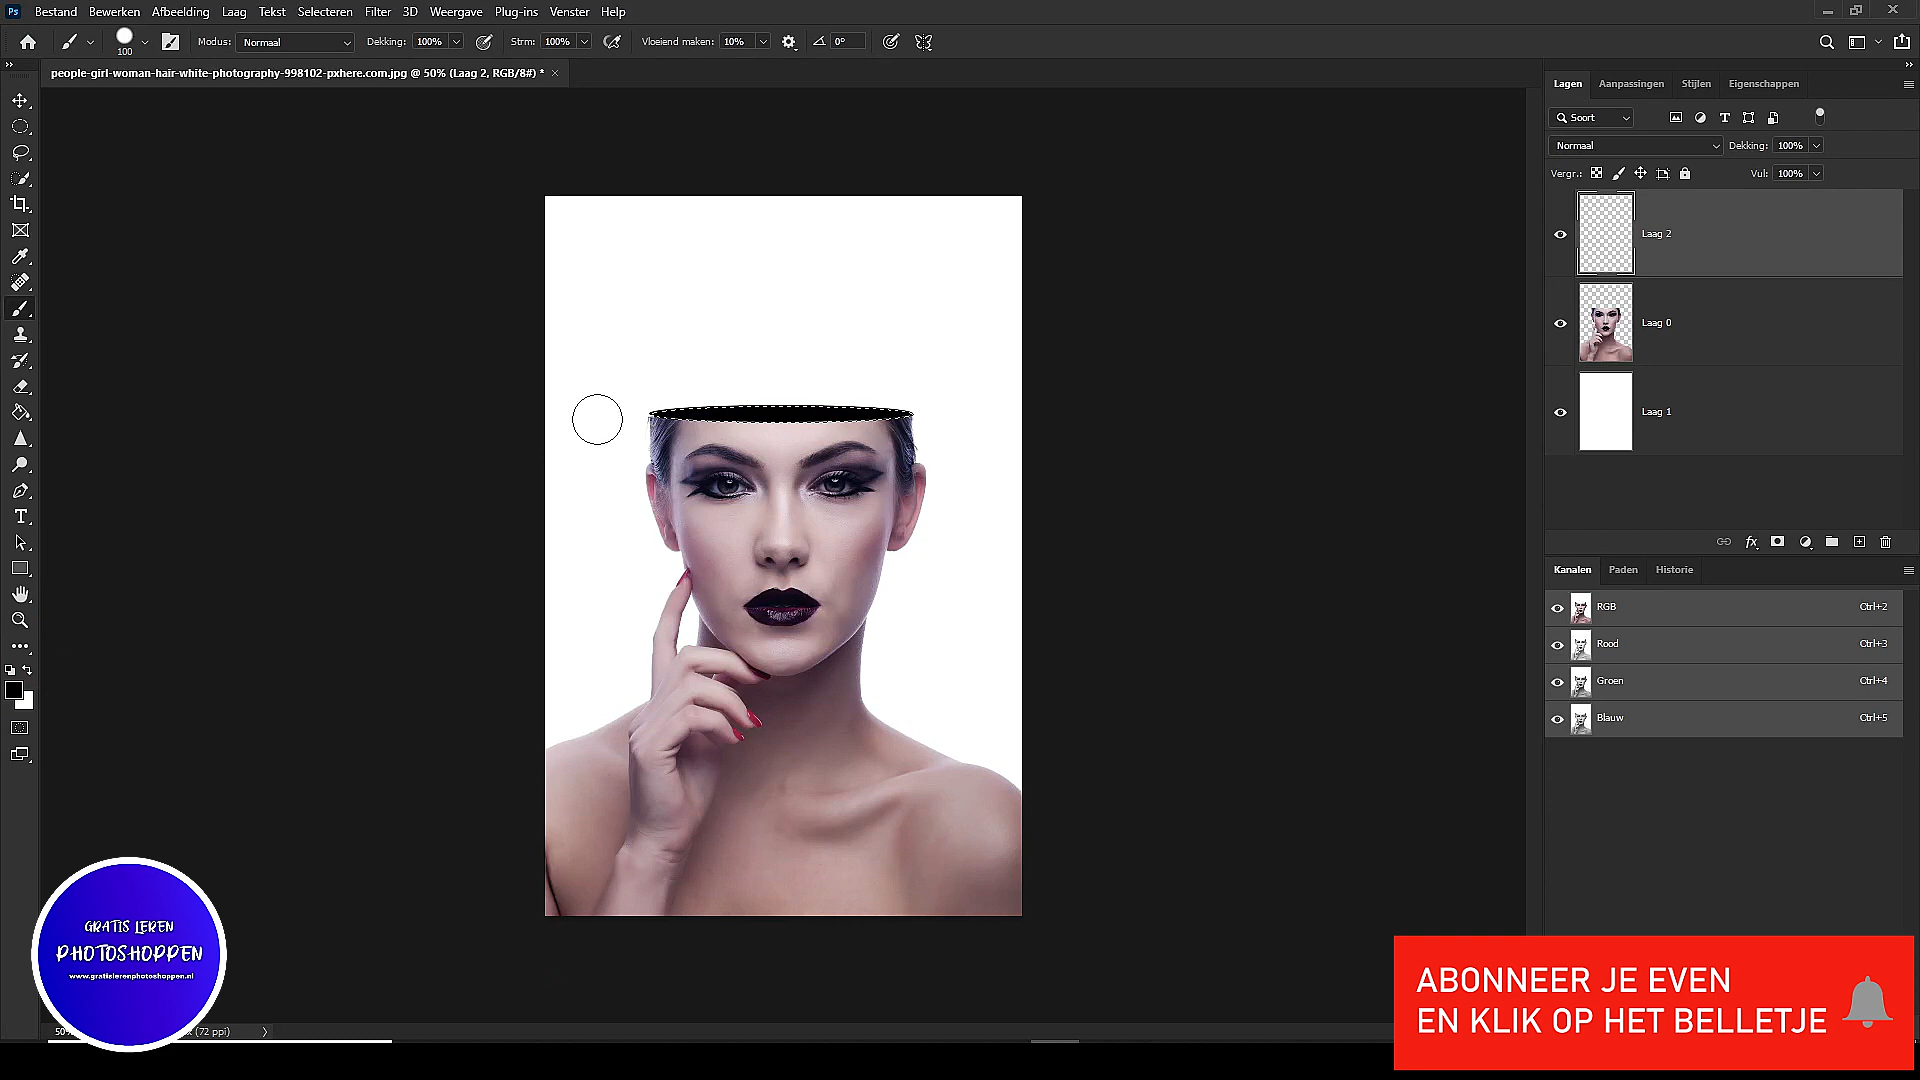 Ps Bestand Bewerken Afbeelding Laag Tekst Selecteren Filter 3D Weergave Plug-ins Venster Help
100 Modus: Normaal Dekking: 100% Strm: 100% Vloeiend maken: 10% 0°
people-girl-woman-hair-white-photography-998102-pxhere.com.jpg @ 50% (Laag 2, RGB/8#) *
Lagen Aanpassingen Stijlen Eigenschappen
Soort
Normaal Dekking: 100%
Vergr.: Vul: 100%
Laag 2
Laag 0
Laag 1
Kanalen Paden Historie
RGB Ctrl+2
Rood Ctrl+3
Groen Ctrl+4
Blauw Ctrl+5
GRATIS LEREN
PHOTOSHOPPEN
www.gratislerenphotoshoppen.nl
(72 ppi)
ABONNEER JE EVEN
EN KLIK OP HET BELLETJE